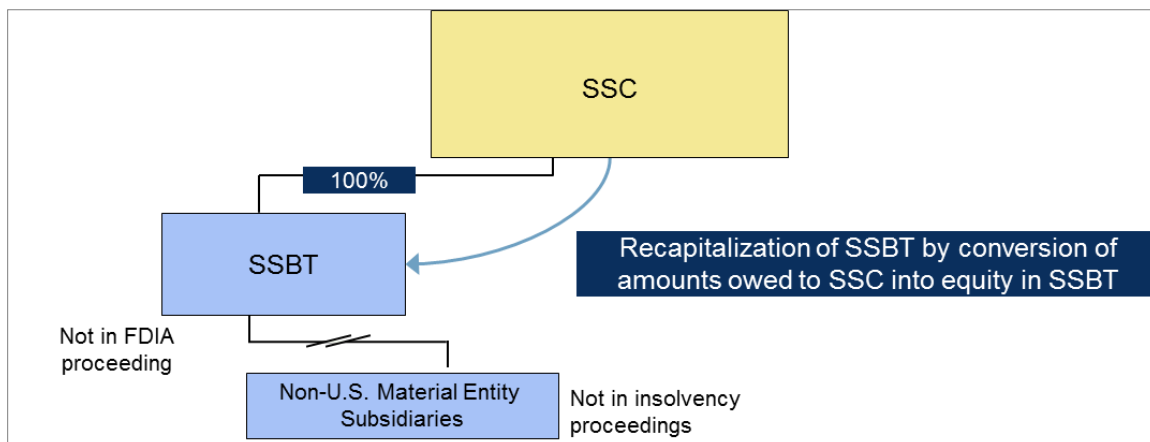 SSC
100%
SSBT
Recapitalization of SSBT by conversion of
amounts owed to SSC into equity in SSBT
Not in FDIA
proceeding
Non-U.S. Material Entity
Subsidiaries
Not in insolvency
proceedings